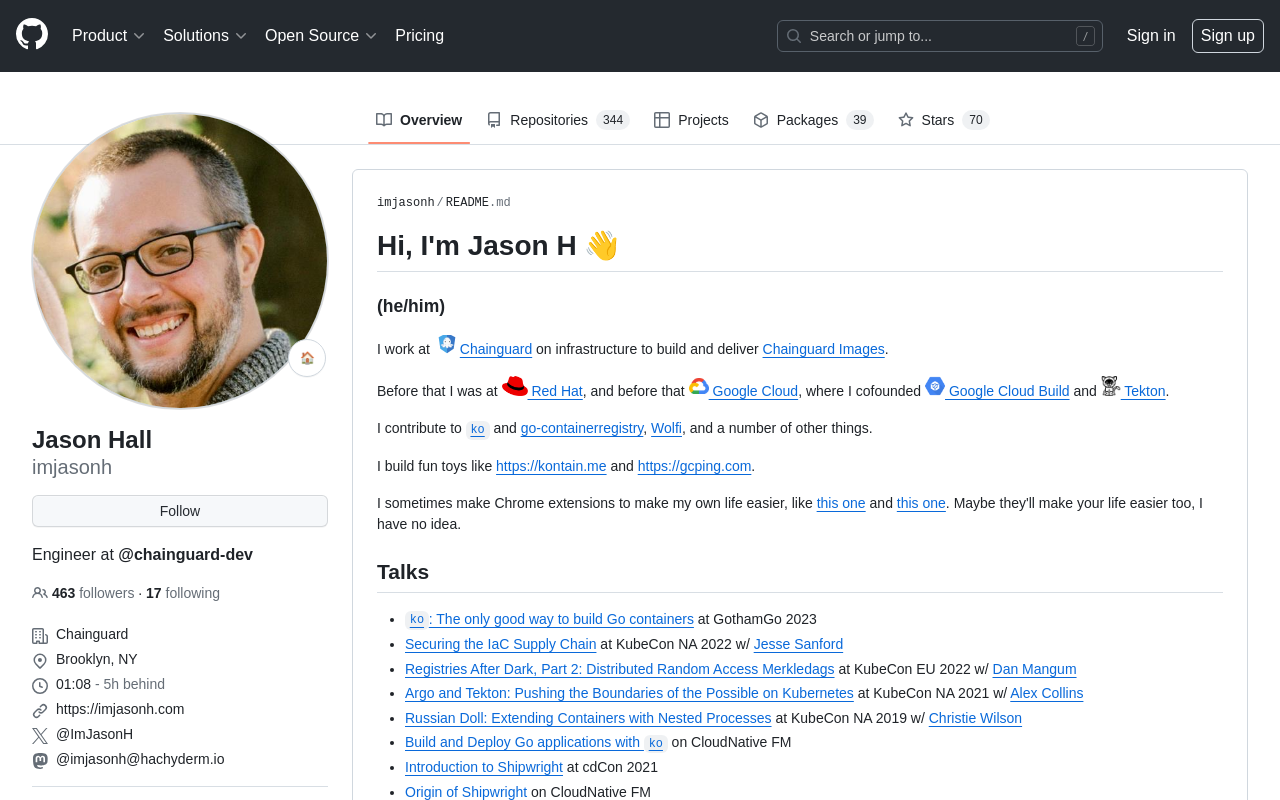 Product Solutions Open Source Pricing Search or jump to... / Sign in Sign up
Overview Repositories 344 Projects Packages 39 Stars 70
Jason Hall
imjasonh
Follow
Engineer at @chainguard-dev
463 followers · 17 following
Chainguard
Brooklyn, NY
01:08 - 5h behind
https://imjasonh.com
@ImJasonH
@imjasonh@hachyderm.io
imjasonh/README.md
Hi, I'm Jason H 👋
(he/him)
I work at Chainguard on infrastructure to build and deliver Chainguard Images.
Before that I was at Red Hat, and before that Google Cloud, where I cofounded Google Cloud Build and Tekton.
I contribute to ko and go-containerregistry, Wolfi, and a number of other things.
I build fun toys like https://kontain.me and https://gcping.com.
I sometimes make Chrome extensions to make my own life easier, like this one and this one. Maybe they'll make your life easier too, I
have no idea.
Talks
• ko: The only good way to build Go containers at GothamGo 2023
• Securing the IaC Supply Chain at KubeCon NA 2022 w/ Jesse Sanford
• Registries After Dark, Part 2: Distributed Random Access Merkledags at KubeCon EU 2022 w/ Dan Mangum
• Argo and Tekton: Pushing the Boundaries of the Possible on Kubernetes at KubeCon NA 2021 w/ Alex Collins
• Russian Doll: Extending Containers with Nested Processes at KubeCon NA 2019 w/ Christie Wilson
• Build and Deploy Go applications with ko on CloudNative FM
• Introduction to Shipwright at cdCon 2021
• Origin of Shipwright on CloudNative FM